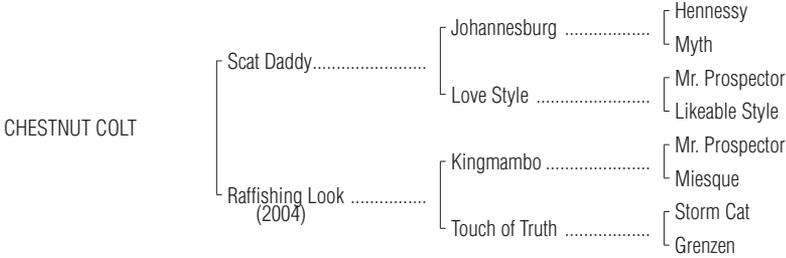 Hennessy
Johannesburg ..................
Myth
Scat Daddy........................
Mr. Prospector
Love Style ........................
Likeable Style
CHESTNUT COLT
Mr. Prospector
Kingmambo ......................
Miesque
Raffishing Look ................
(2004)
Storm Cat
Touch of Truth ..................
Grenzen